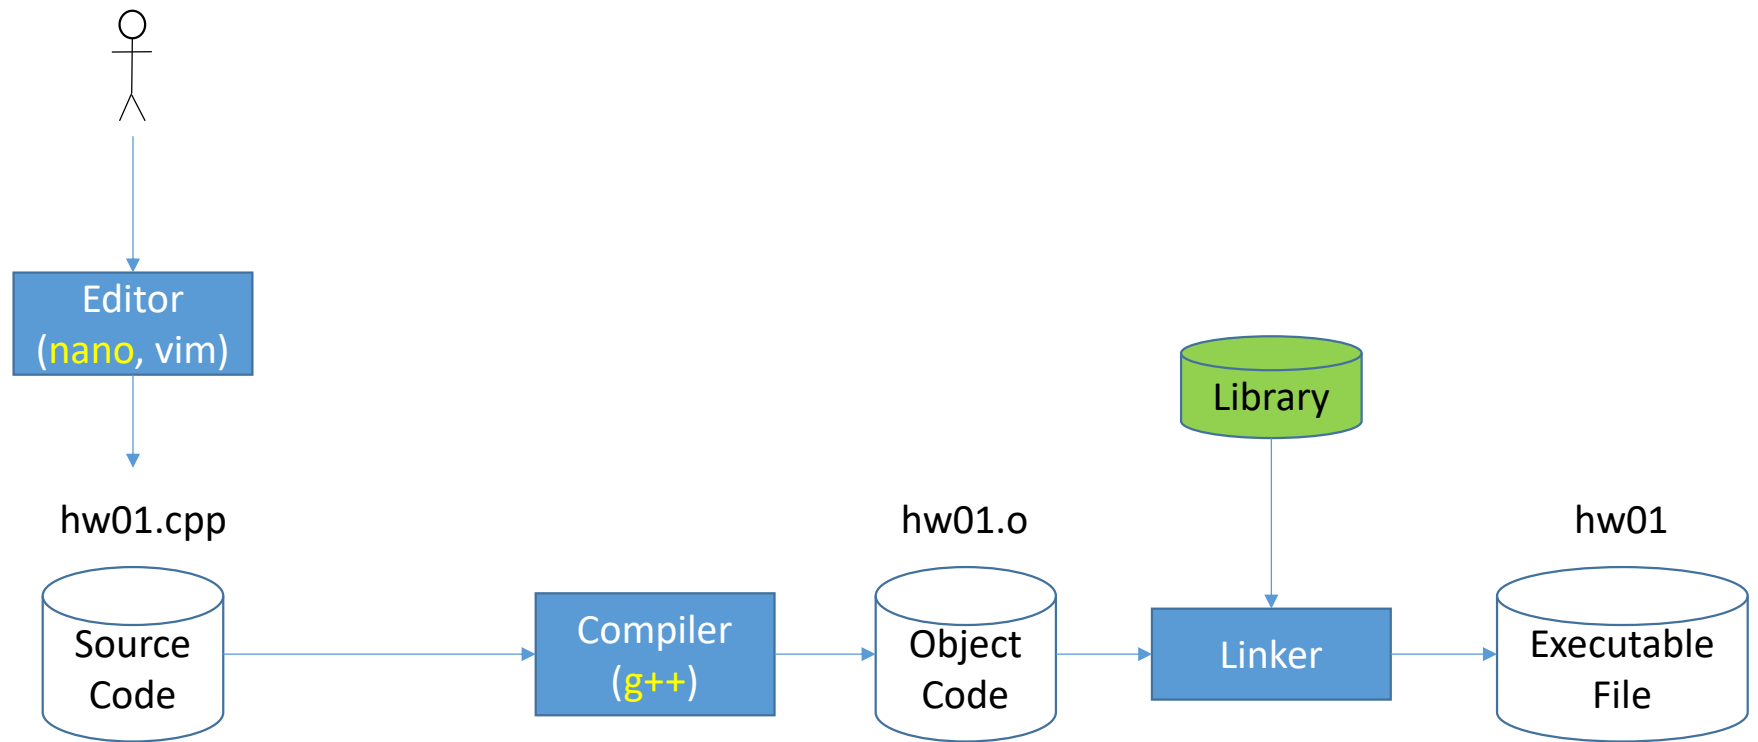 Editor
(nano, vim)
Library
hw01.cpp
hw01.o
hw01
Source
Code
Compiler
(g++)
Object
Code
Linker
Executable
File